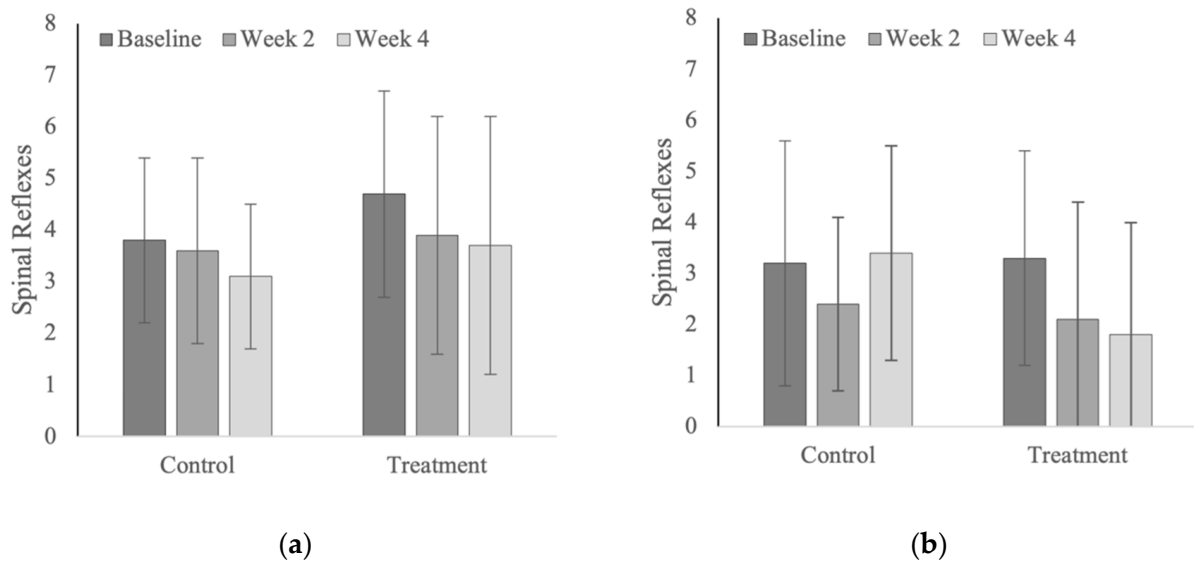 8
7
6
5
4
3
2
1
0
Spinal Reflexes
Baseline Week 2 Week 4
Control Treatment
(a)
8
7
6
5
4
3
2
1
0
Spinal Reflexes
Baseline Week 2 Week 4
Control Treatment
(b)